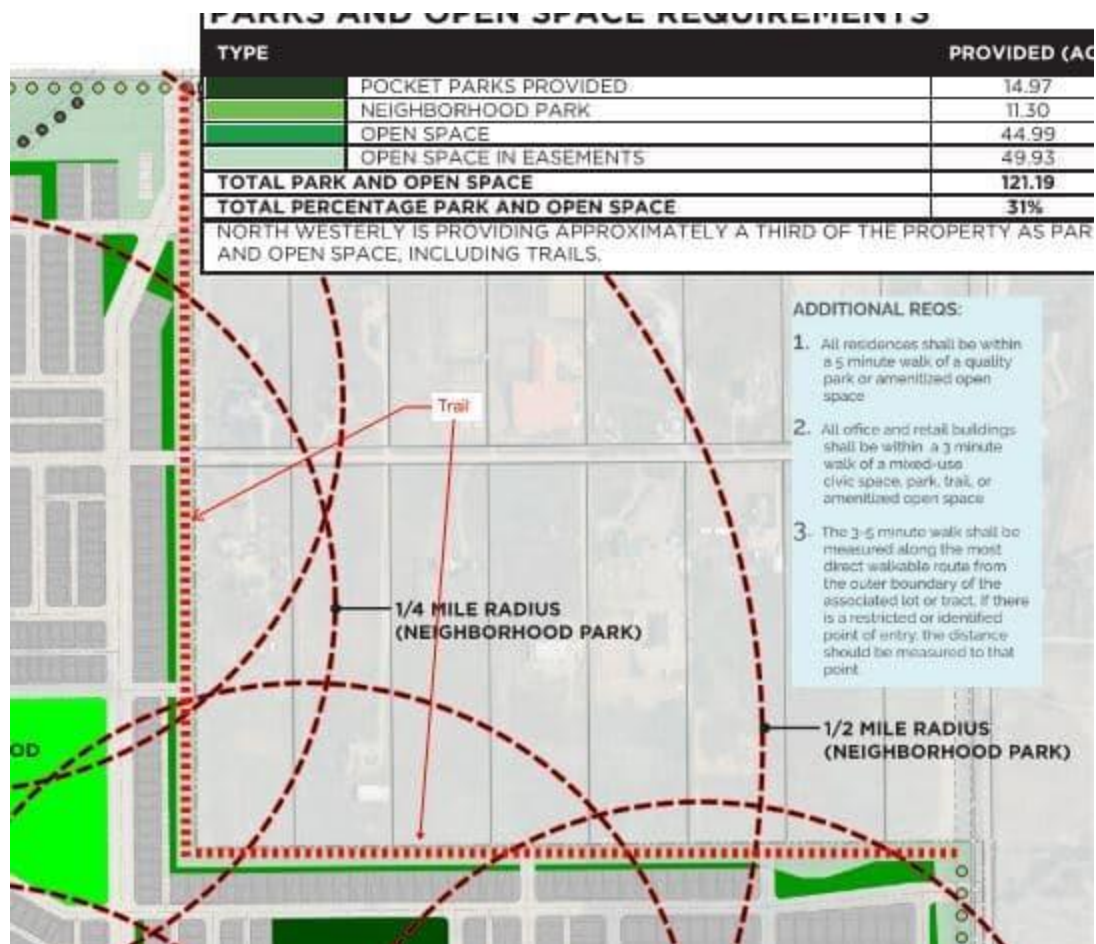 PARKS AND OPEN SPACE REQUIREMENTS
TYPE PROVIDED (AC
POCKET PARKS PROVIDED 14.97
NEIGHBORHOOD PARK 11.30
OPEN SPACE 44.99
OPEN SPACE IN EASEMENTS 49.93
TOTAL PARK AND OPEN SPACE 121.19
TOTAL PERCENTAGE PARK AND OPEN SPACE 31%
NORTH WESTERLY IS PROVIDING APPROXIMATELY A THIRD OF THE PROPERTY AS PAR
AND OPEN SPACE, INCLUDING TRAILS.
ADDITIONAL REQS:
1. All residences shall be within
a 5 minute walk of a quality
park or amenitized open
space
2. All office and retail buildings
shall be within a 3 minute
walk of a mixed-use
civic space, park, trail, or
amenitized open space
3. The 3-5 minute walk shall be
measured along the most
direct walkable route from
the outer boundary of the
associated lot or tract. If there
is a restricted or identified
point of entry, the distance
should be measured to that
point.
Trail
1/4 MILE RADIUS
(NEIGHBORHOOD PARK)
1/2 MILE RADIUS
(NEIGHBORHOOD PARK)
OD